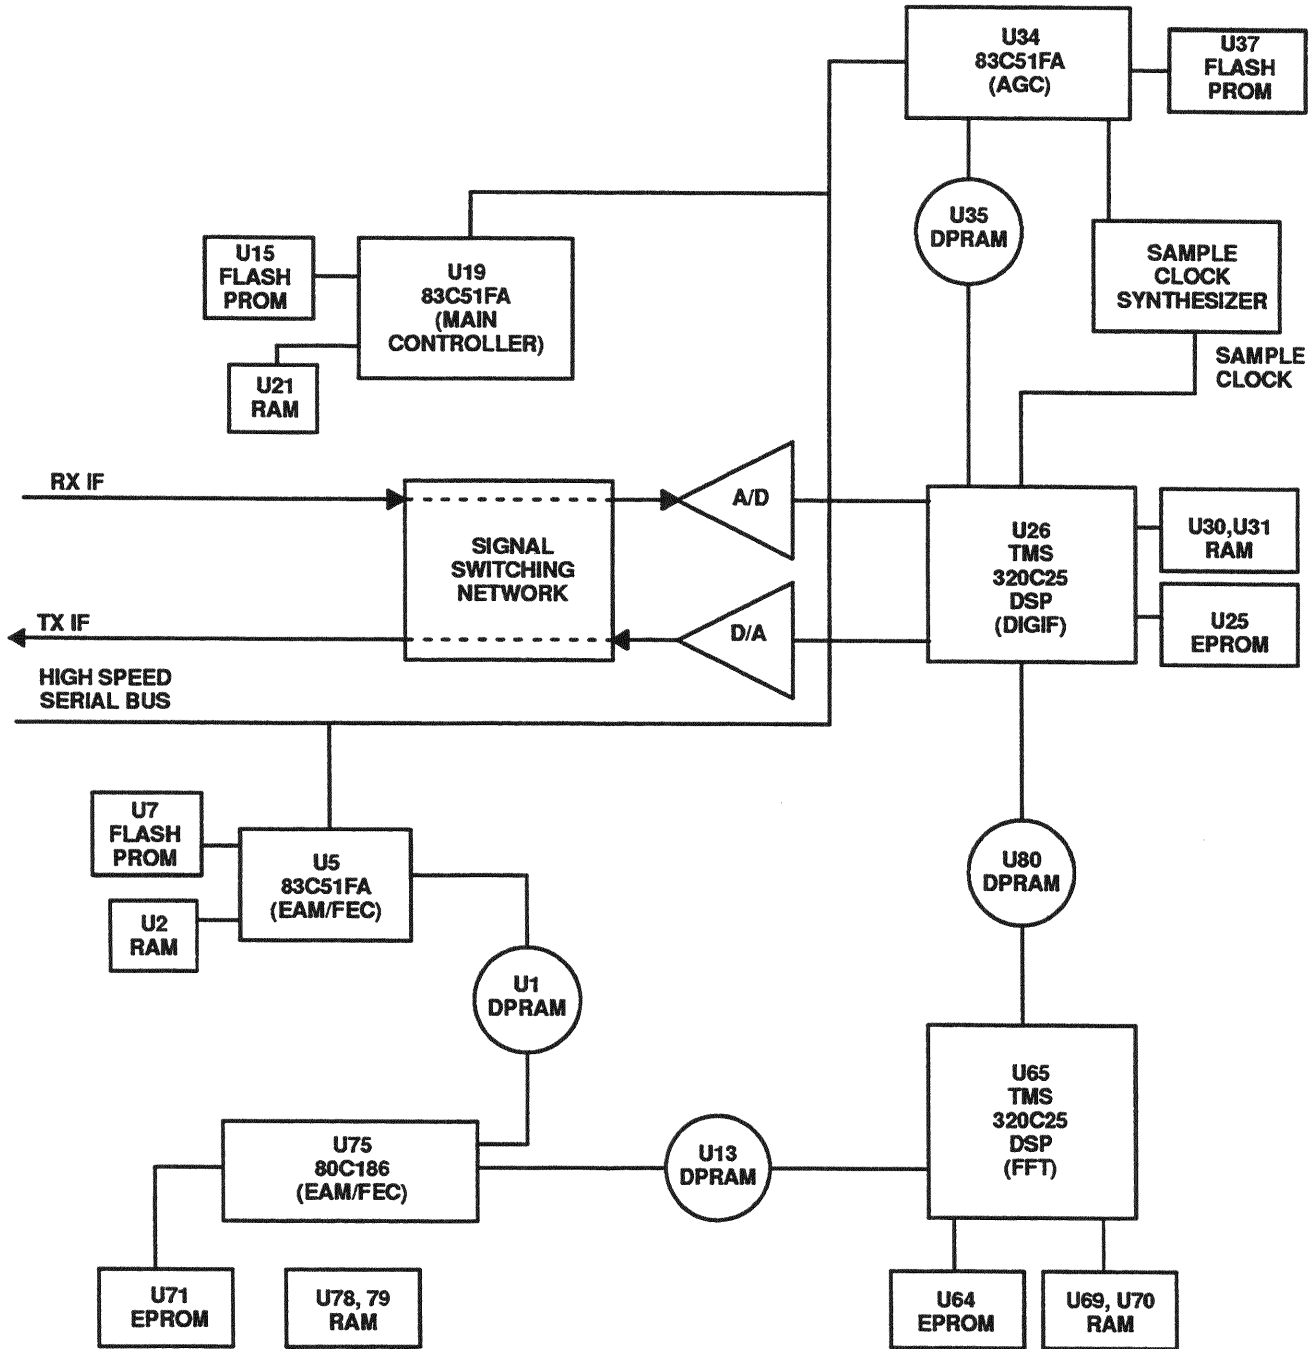 U34
83C51FA
(AGC)
U37
FLASH
PROM
U35
DPRAM
SAMPLE
CLOCK
SYNTHESIZER
SAMPLE
CLOCK
U15
FLASH
PROM
U19
83C51FA
(MAIN
CONTROLLER)
U21
RAM
RX IF
SIGNAL
SWITCHING
NETWORK
A/D
D/A
TX IF
U26
TMS
320C25
DSP
(DIGIF)
U30,U31
RAM
U25
EPROM
HIGH SPEED
SERIAL BUS
U7
FLASH
PROM
U5
83C51FA
(EAM/FEC)
U2
RAM
U1
DPRAM
U80
DPRAM
U75
80C186
(EAM/FEC)
U13
DPRAM
U65
TMS
320C25
DSP
(FFT)
U71
EPROM
U78, 79
RAM
U64
EPROM
U69, U70
RAM